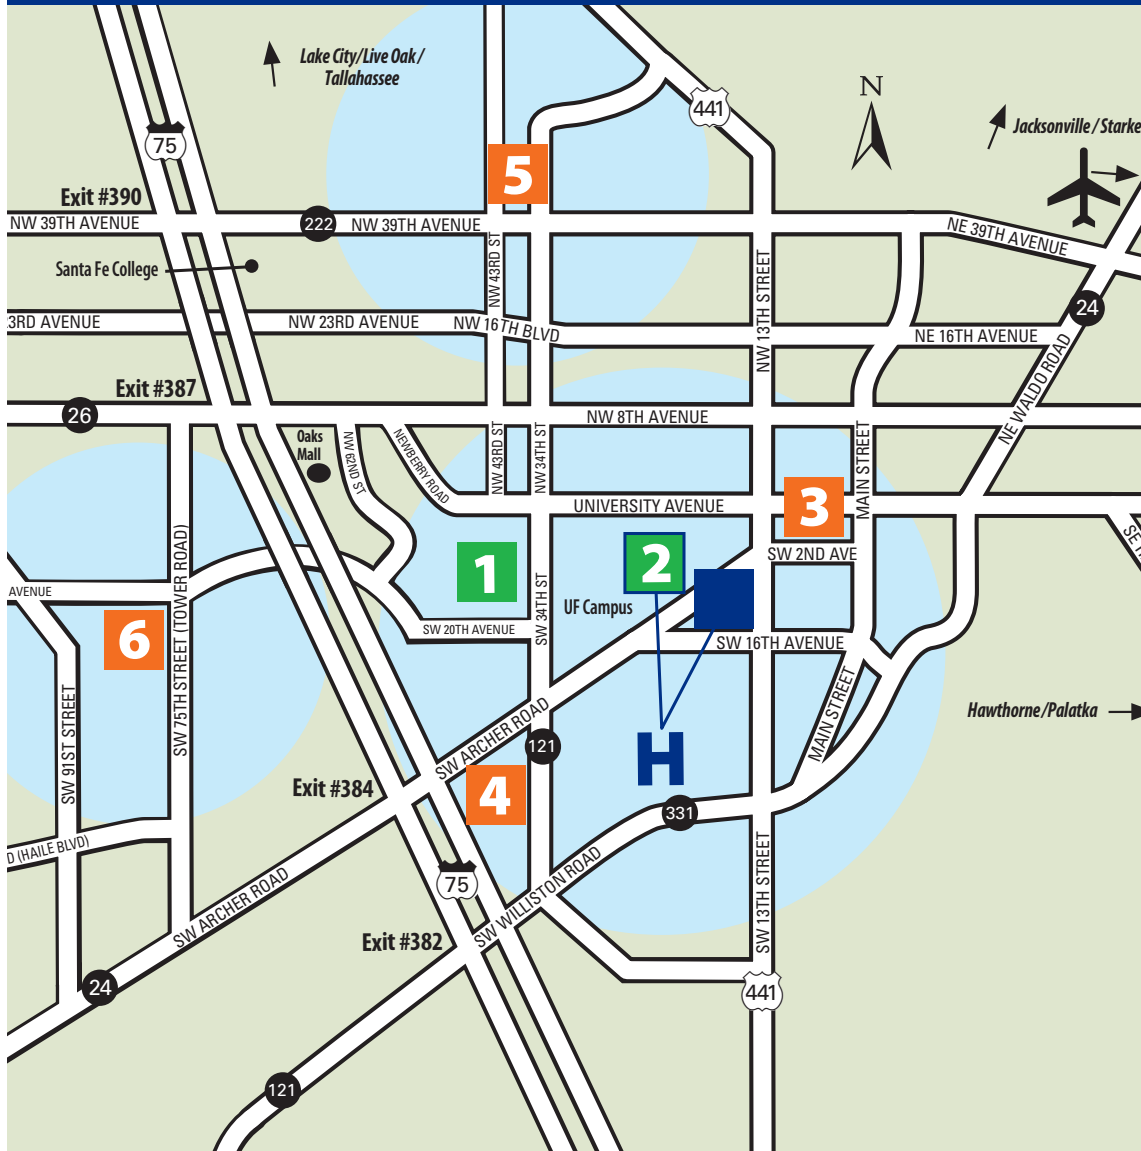 Lake City/Live Oak/
Tallahassee
441
N
Jacksonville / Starke
75
5
Exit #390
NW 39TH AVENUE
222
NW 39TH AVENUE
NE 39TH AVENUE
Santa Fe College
NW 43RD ST
NW 13TH STREET
24
3RD AVENUE
NW 23RD AVENUE
NW 16TH BLVD
NE 16TH AVENUE
NE WALDO ROAD
Exit #387
26
NW 8TH AVENUE
Oaks
Mall
NW 62ND ST
NEWBERRY ROAD
NW 43RD ST
NW 34TH ST
MAIN STREET
UNIVERSITY AVENUE
3
SW 2ND AVE
1
2
AVENUE
SW 75TH STREET (TOWER ROAD)
SW 34TH ST
UF Campus
6
SW 20TH AVENUE
SW 16TH AVENUE
SW 91ST STREET
MAIN STREET
Hawthorne/Palatka
SW ARCHER ROAD
121
H
Exit #384
4
331
D (HAILE BLVD)
75
SW WILLISTON ROAD
SW 13TH STREET
SW ARCHER ROAD
Exit #382
24
441
121